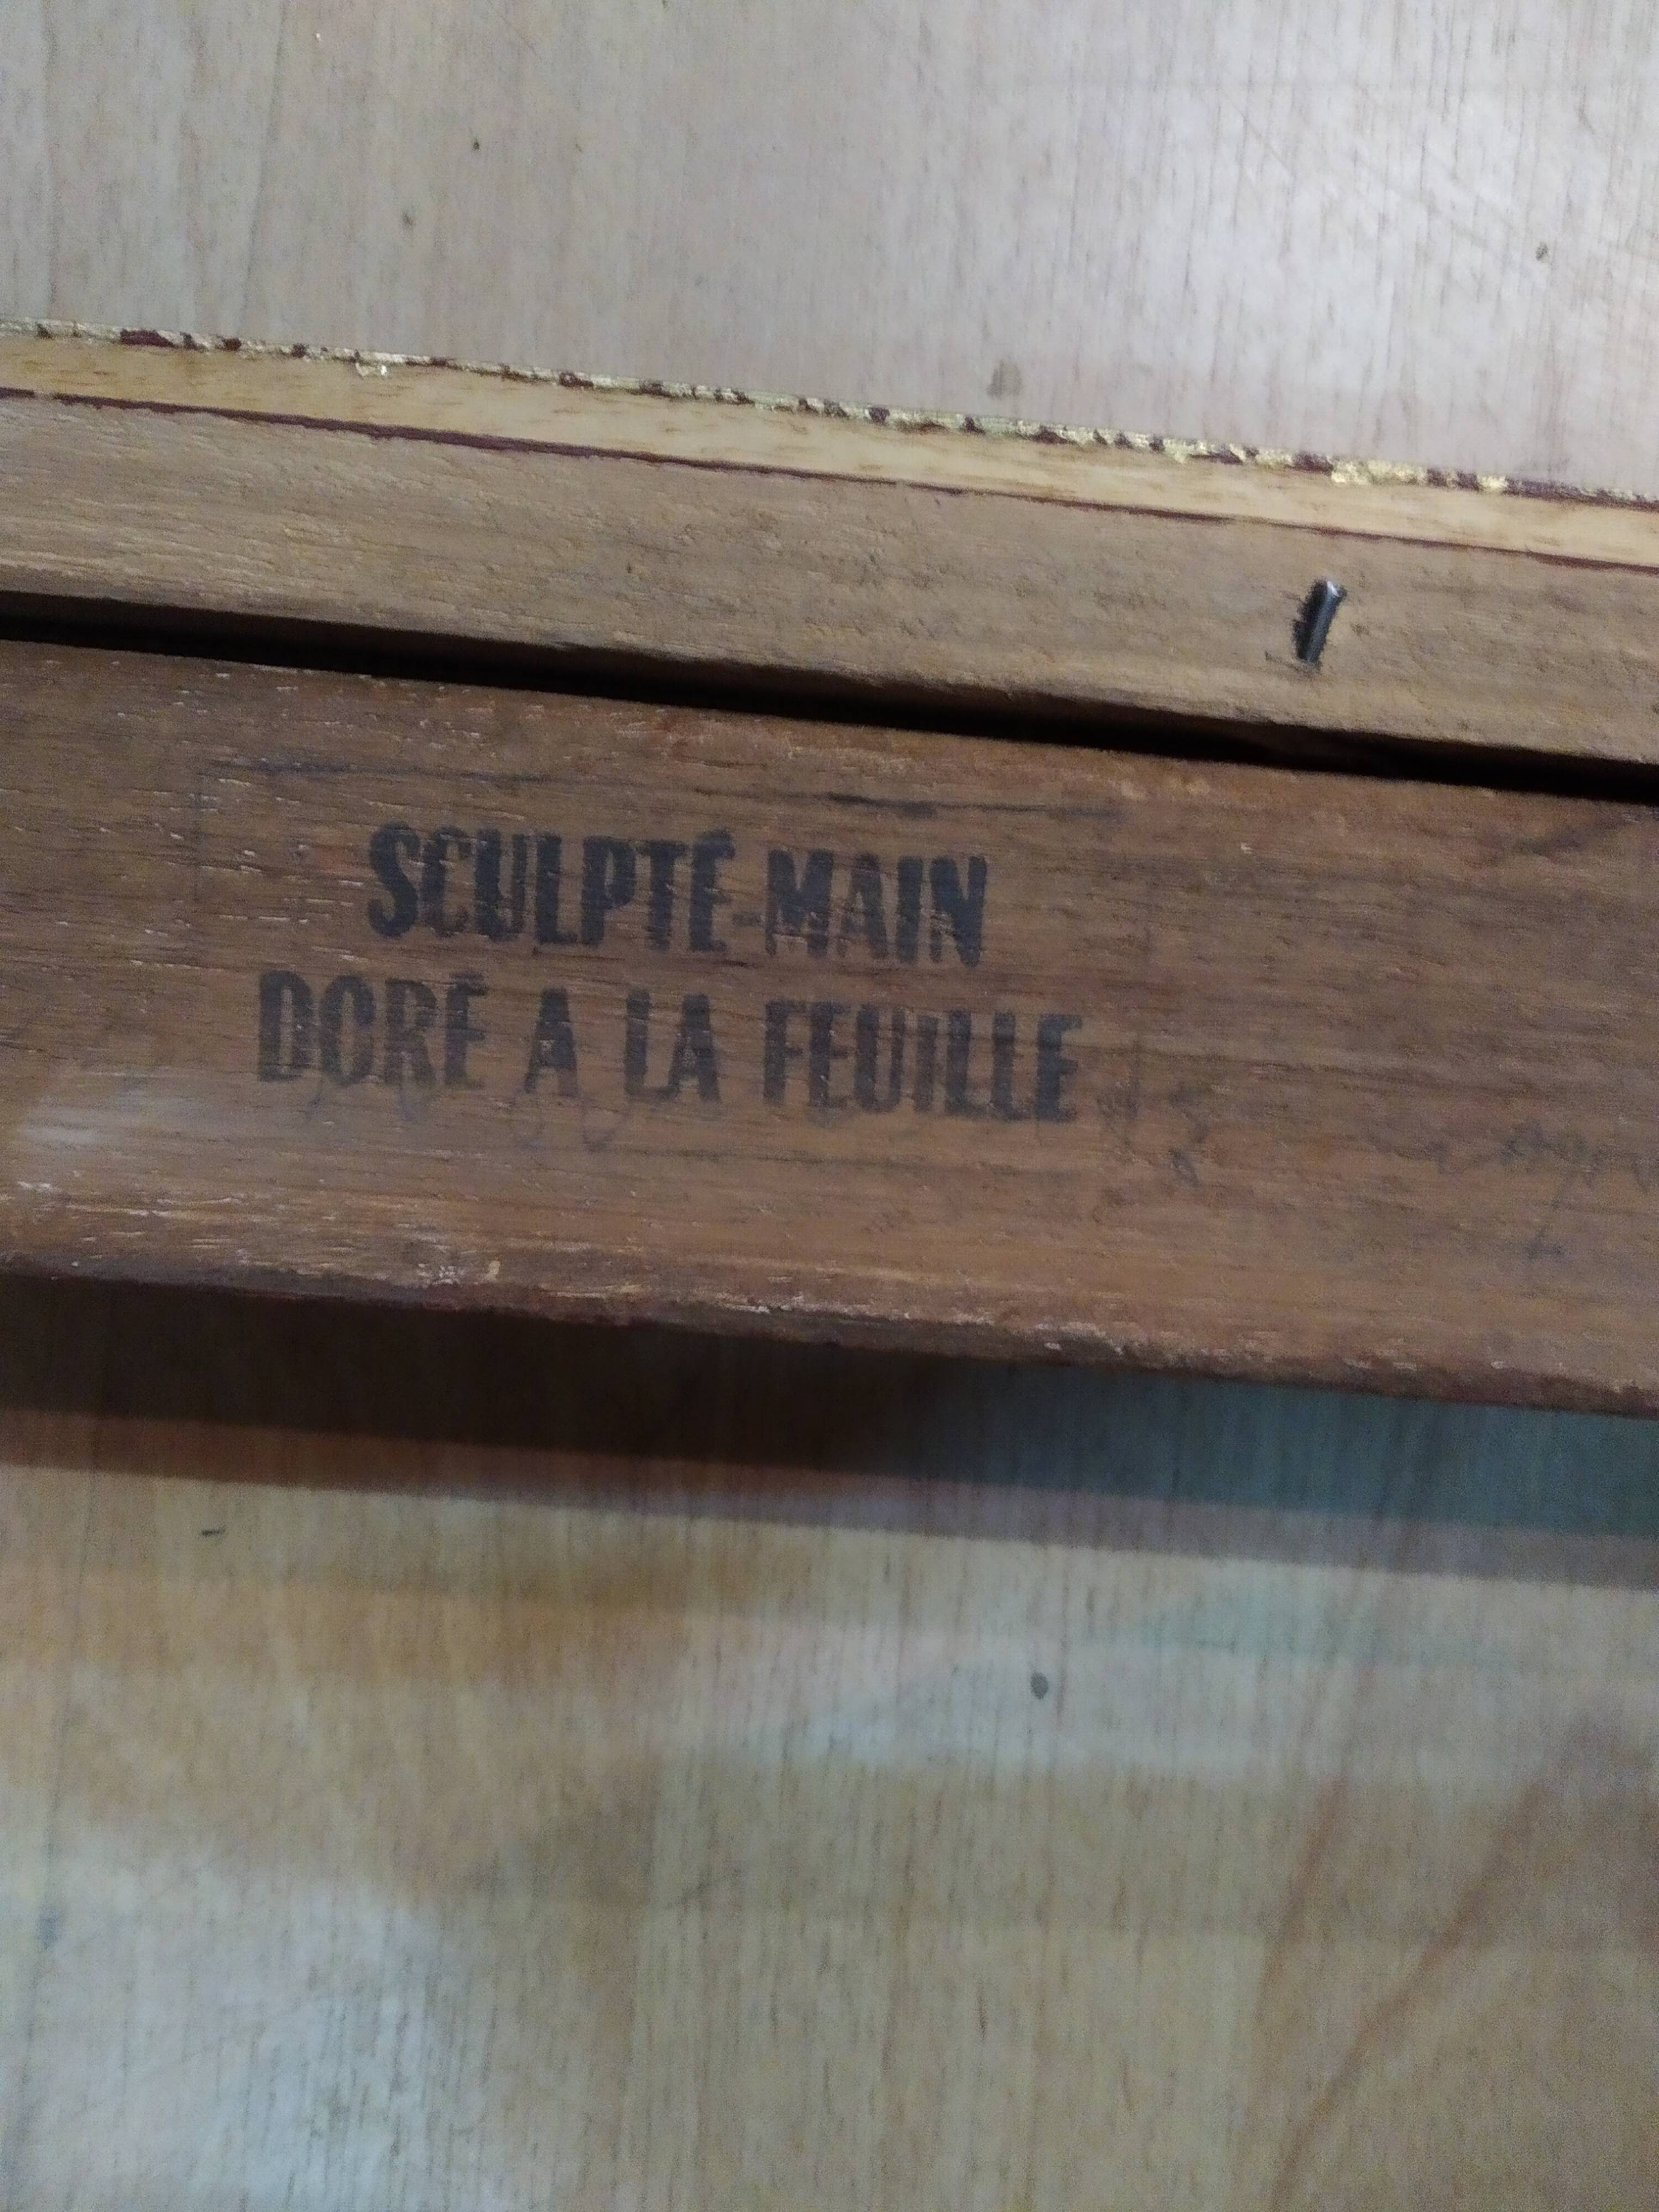 SCULPTÉ-MAIN
DORÉ A LA FEUILLE